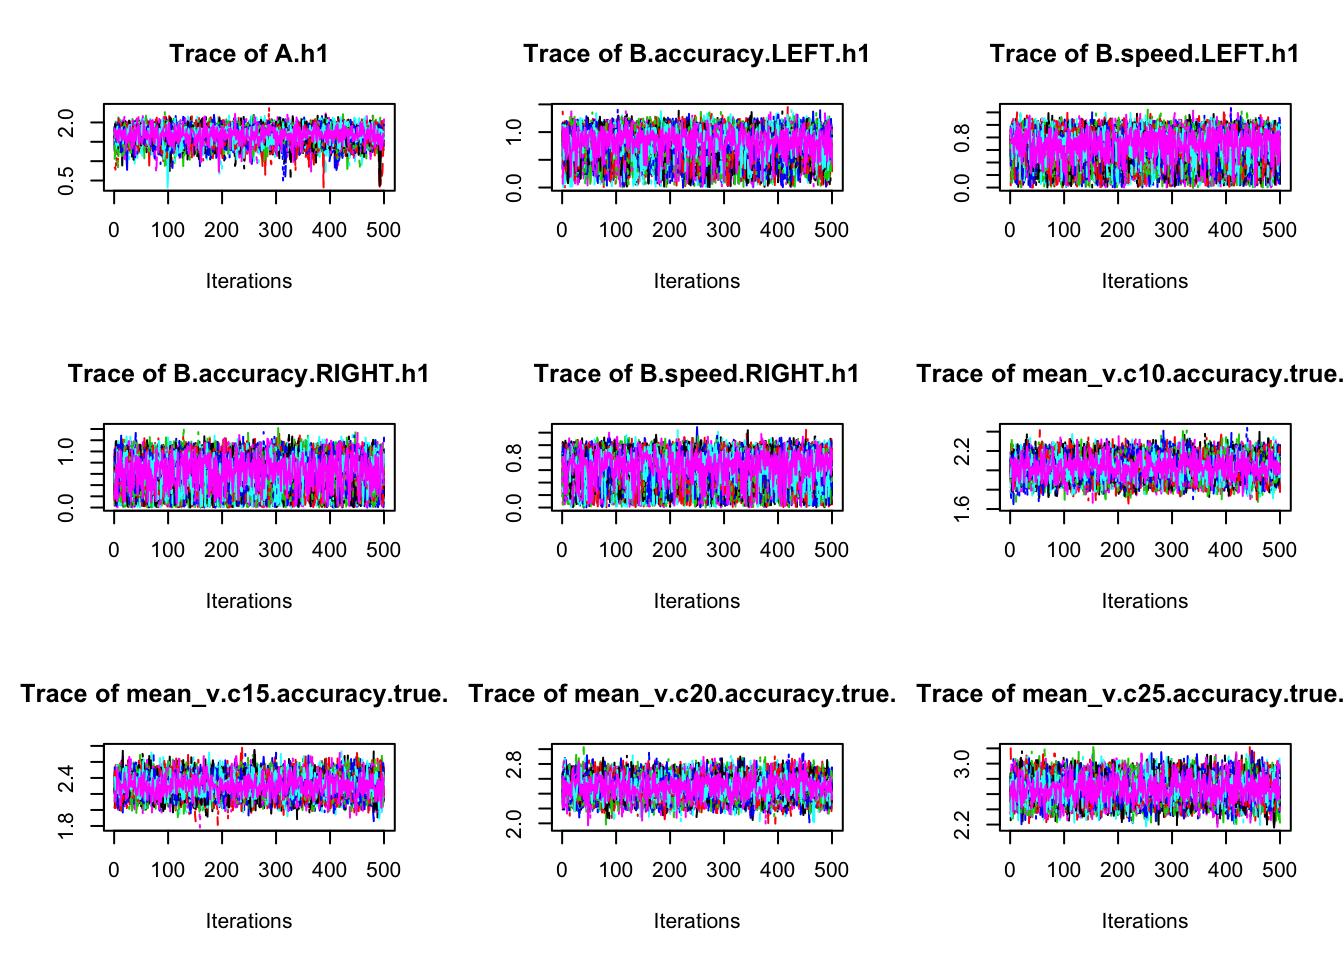 Trace of A.h1
2.0
0.5
0 100 200 300 400 500
Iterations
Trace of B.accuracy.LEFT.h1
1.0
0.0
0 100 200 300 400 500
Iterations
Trace of B.speed.LEFT.h1
0.8
0.0
0 100 200 300 400 500
Iterations
Trace of B.accuracy.RIGHT.h1
1.0
0.0
0 100 200 300 400 500
Iterations
Trace of B.speed.RIGHT.h1
0.8
0.0
0 100 200 300 400 500
Iterations
Trace of mean_v.c10.accuracy.true.
2.2
1.6
0 100 200 300 400 500
Iterations
Trace of mean_v.c15.accuracy.true.
2.4
1.8
0 100 200 300 400 500
Iterations
Trace of mean_v.c20.accuracy.true.
2.8
2.0
0 100 200 300 400 500
Iterations
Trace of mean_v.c25.accuracy.true.
3.0
2.2
0 100 200 300 400 500
Iterations